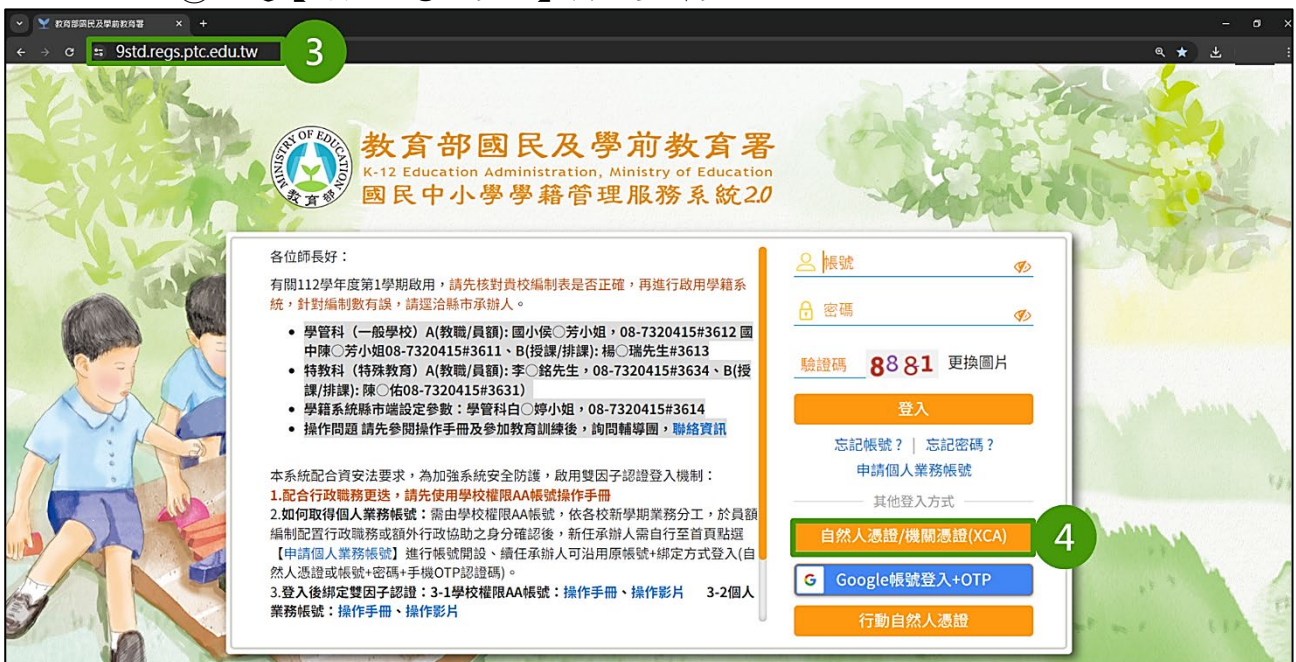 教育部國民及學前教育署
9std.regs.ptc.edu.tw
3
MINISTRY OF EDUCATION
教育部
教育部國民及學前教育署
K-12 Education Administration, Ministry of Education
國民中小學學籍管理服務系統2.0
各位師長好：
有關112學年度第1學期啟用，請先核對貴校編制表是否正確，再進行啟用學籍系
統，針對編制數有誤，請逕洽縣市承辦人。
• 學管科（一般學校）A(教職/員額): 國小侯○芳小姐，08-7320415#3612 國
中陳○芳小姐08-7320415#3611、B(授課/排課): 楊○瑞先生#3613
• 特教科（特殊教育）A(教職/員額): 李○銘先生，08-7320415#3634、B(授
課/排課): 陳○佑08-7320415#3631）
• 學籍系統縣市端設定參數：學管科白○婷小姐，08-7320415#3614
• 操作問題 請先參閱操作手冊及參加教育訓練後，詢問輔導團，聯絡資訊
本系統配合資安法要求，為加強系統安全防護，啟用雙因子認證登入機制：
1.配合行政職務更迭，請先使用學校權限AA帳號操作手冊
2.如何取得個人業務帳號：需由學校權限AA帳號，依各校新學期業務分工，於員額
編制配置行政職務或額外行政協助之身分確認後，新任承辦人需自行至首頁點選
【申請個人業務帳號】進行帳號開設、續任承辦人可沿用原帳號+綁定方式登入(自
然人憑證或帳號+密碼+手機OTP認證碼)。
3.登入後綁定雙因子認證：3-1學校權限AA帳號：操作手冊、操作影片 3-2個人
業務帳號：操作手冊、操作影片
帳號
密碼
驗證碼 8881 更換圖片
登入
忘記帳號？ | 忘記密碼？
申請個人業務帳號
其他登入方式
自然人憑證/機關憑證(XCA)
4
G Google帳號登入+OTP
行動自然人憑證